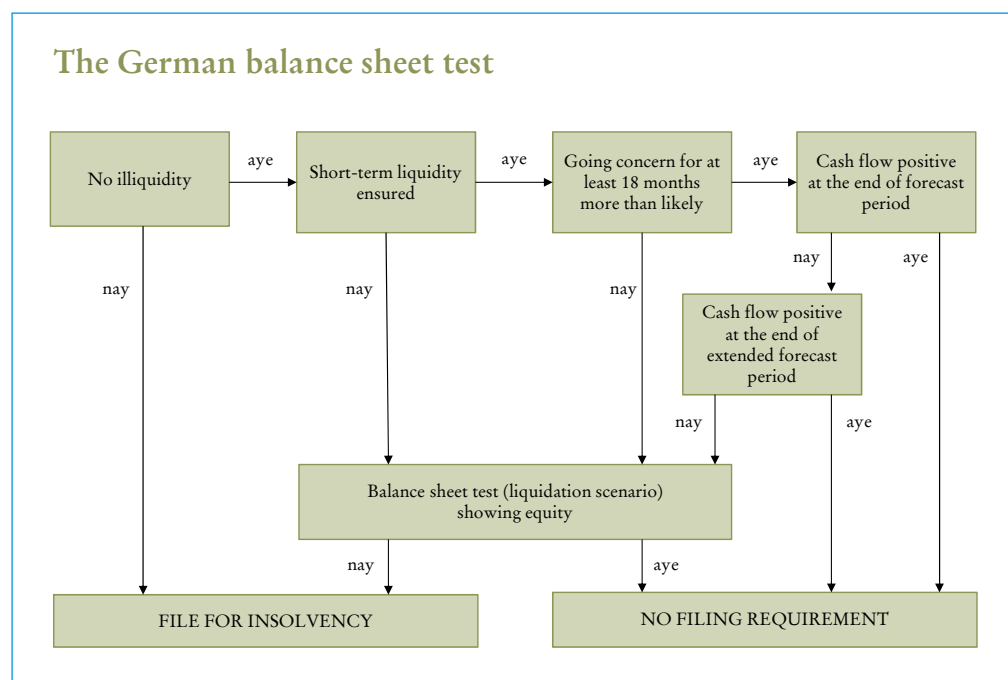 The German balance sheet test
No illiquidity
aye
Short-term liquidity
ensured
aye
Going concern for at
least 18 months
more than likely
aye
Cash flow positive
at the end of forecast
period
nay
nay
nay
nay
aye
Cash flow positive
at the end of
extended forecast
period
nay
aye
Balance sheet test (liquidation scenario)
showing equity
nay
aye
FILE FOR INSOLVENCY
NO FILING REQUIREMENT